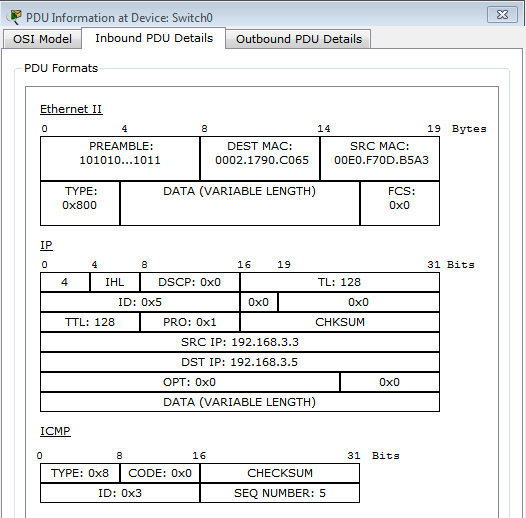 PDU Information at Device: Switch0
OSI Model Inbound PDU Details Outbound PDU Details
PDU Formats
Ethernet II
0 4 8 14 19 Bytes
PREAMBLE: DEST MAC: SRC MAC:
101010...1011 0002.1790.C065 00E0.F70D.B5A3
TYPE: DATA (VARIABLE LENGTH) FCS:
0x800 0x0
IP
0 4 8 16 19 31 Bits
4 IHL DSCP: 0x0 TL: 128
ID: 0x5 0x0 0x0
TTL: 128 PRO: 0x1 CHKSUM
SRC IP: 192.168.3.3
DST IP: 192.168.3.5
OPT: 0x0 0x0
DATA (VARIABLE LENGTH)
ICMP
0 8 16 31 Bits
TYPE: 0x8 CODE: 0x0 CHECKSUM
ID: 0x3 SEQ NUMBER: 5